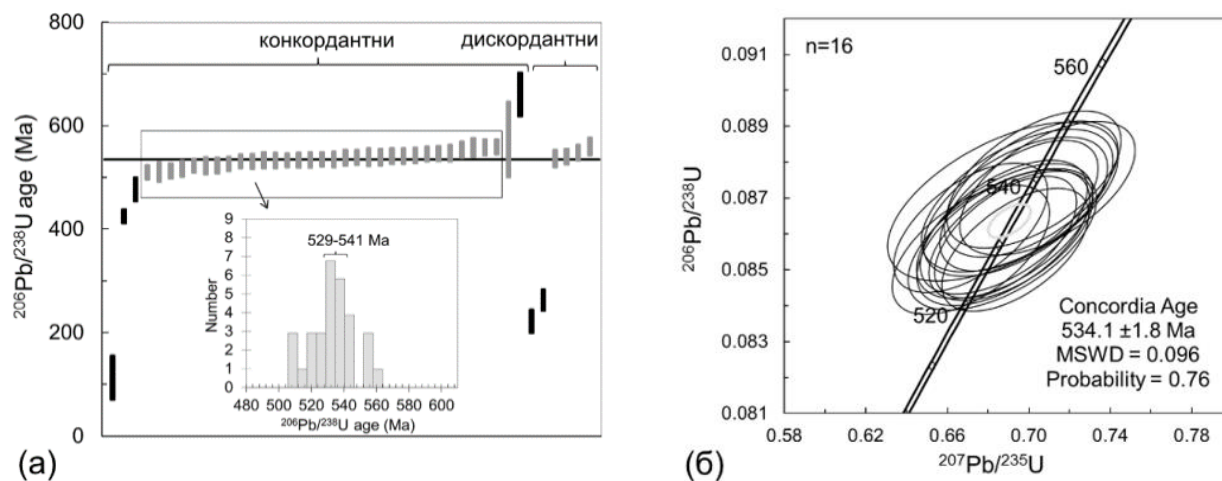 800
600
400
200
0
²⁰⁶Pb/²³⁸U age (Ma)
конкордантни
дискордантни
9
8
7
6
5
4
3
2
1
0
Number
529-541 Ma
480 500 520 540 560 580 600
²⁰⁶Pb/²³⁸U age (Ma)
(а)
0.091
0.089
0.087
0.085
0.083
0.081
²⁰⁶Pb/²³⁸U
n=16
560
540
520
Concordia Age
534.1 ±1.8 Ma
MSWD = 0.096
Probability = 0.76
0.58 0.62 0.66 0.70 0.74 0.78
²⁰⁷Pb/²³⁵U
(б)